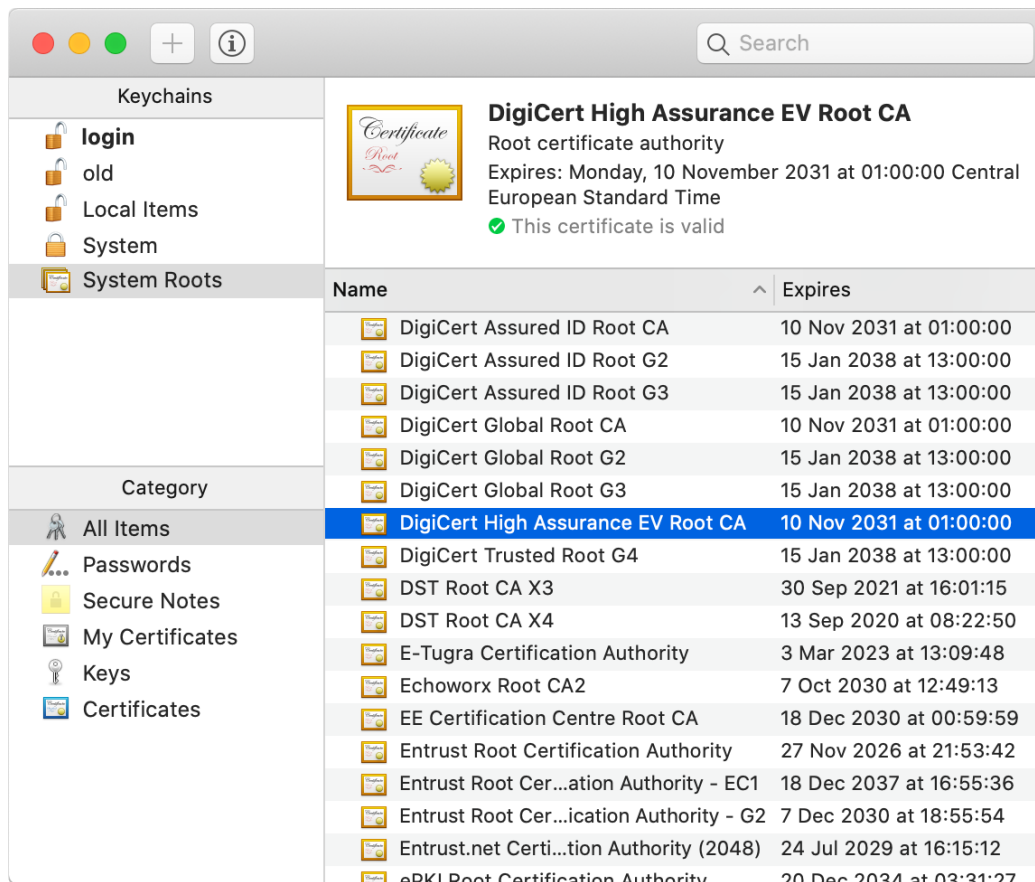 Search
Keychains
login
old
Local Items
System
System Roots
Category
All Items
Passwords
Secure Notes
My Certificates
Keys
Certificates
Certificate
Root
DigiCert High Assurance EV Root CA
Root certificate authority
Expires: Monday, 10 November 2031 at 01:00:00 Central
European Standard Time
This certificate is valid
Name Expires
DigiCert Assured ID Root CA 10 Nov 2031 at 01:00:00
DigiCert Assured ID Root G2 15 Jan 2038 at 13:00:00
DigiCert Assured ID Root G3 15 Jan 2038 at 13:00:00
DigiCert Global Root CA 10 Nov 2031 at 01:00:00
DigiCert Global Root G2 15 Jan 2038 at 13:00:00
DigiCert Global Root G3 15 Jan 2038 at 13:00:00
DigiCert High Assurance EV Root CA 10 Nov 2031 at 01:00:00
DigiCert Trusted Root G4 15 Jan 2038 at 13:00:00
DST Root CA X3 30 Sep 2021 at 16:01:15
DST Root CA X4 13 Sep 2020 at 08:22:50
E-Tugra Certification Authority 3 Mar 2023 at 13:09:48
Echoworx Root CA2 7 Oct 2030 at 12:49:13
EE Certification Centre Root CA 18 Dec 2030 at 00:59:59
Entrust Root Certification Authority 27 Nov 2026 at 21:53:42
Entrust Root Cer...ation Authority - EC1 18 Dec 2037 at 16:55:36
Entrust Root Cer...ication Authority - G2 7 Dec 2030 at 18:55:54
Entrust.net Certi...tion Authority (2048) 24 Jul 2029 at 16:15:12
ePKI Root Certification Authority 20 Dec 2034 at 03:31:27